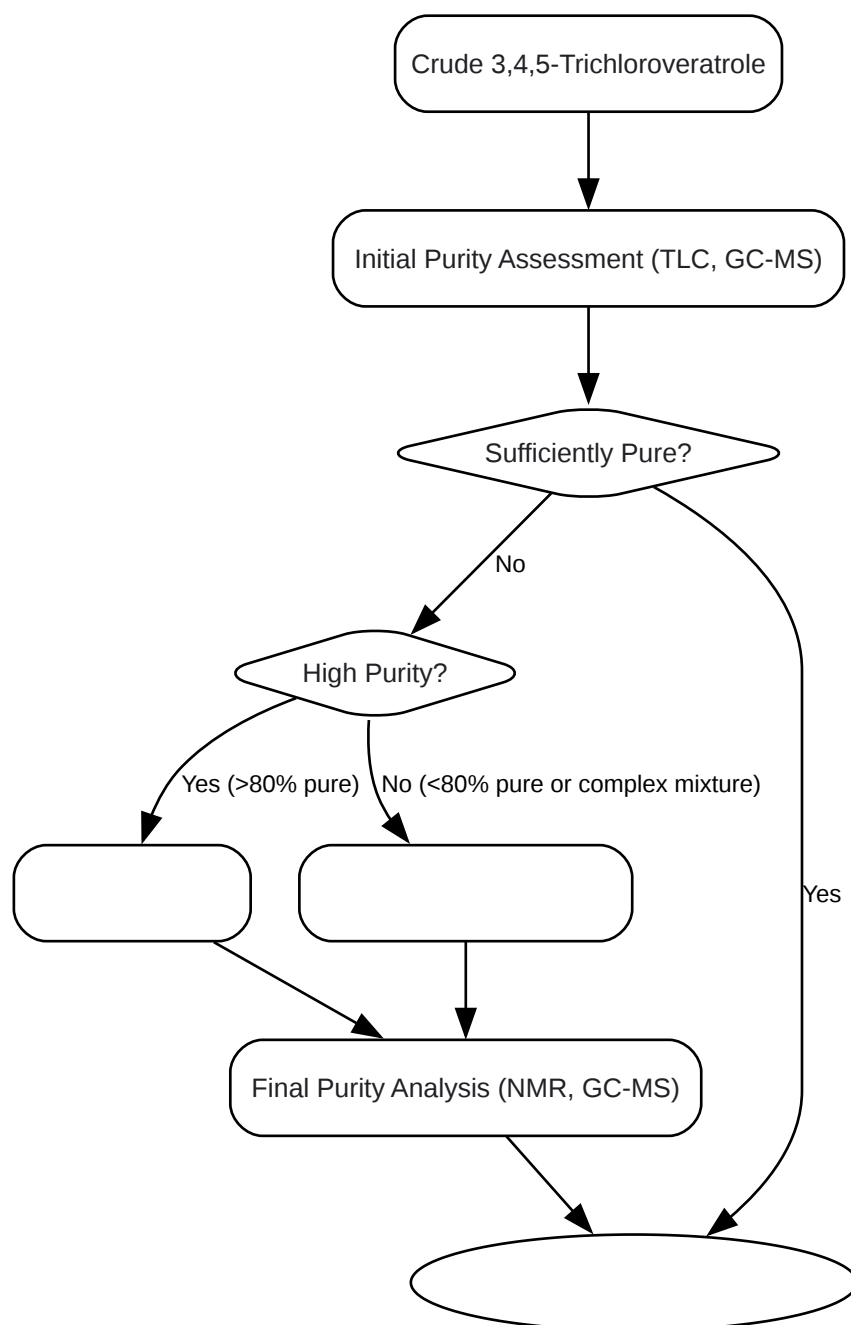 Crude 3,4,5-Trichloroveratrole
Initial Purity Assessment (TLC, GC-MS)
Sufficiently Pure?
No
High Purity?
Yes (>80% pure)
No (<80% pure or complex mixture)
Yes
Final Purity Analysis (NMR, GC-MS)